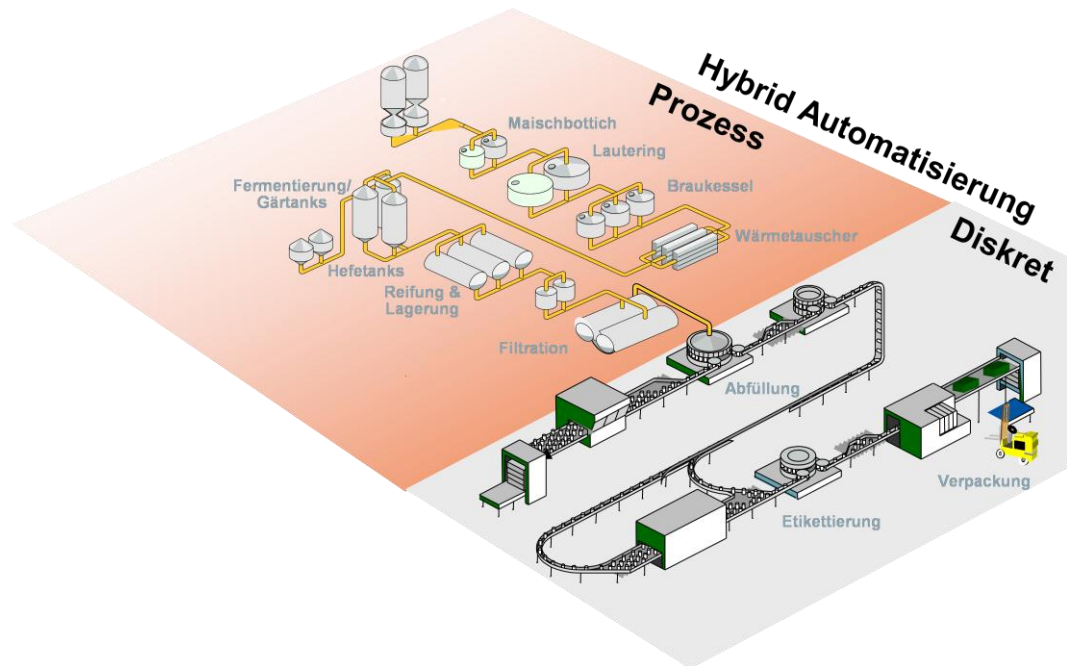 Hybrid Automatisierung
Prozess
Diskret
Maischbottich
Lautering
Braukessel
Wärmetauscher
Fermentierung/
Gärtanks
Hefetanks
Reifung &
Lagerung
Filtration
Abfüllung
Etikettierung
Verpackung